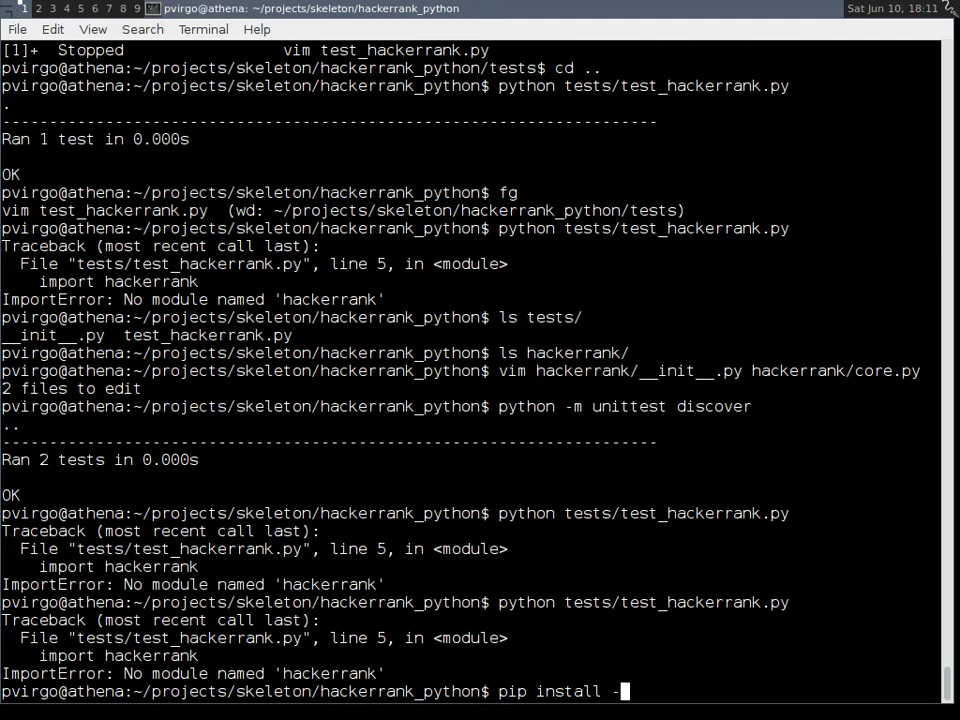 1 2 3 4 5 6 7 8 9 pvirgo@athena: ~/projects/skeleton/hackerrank_python Sat Jun 10, 18:11
File Edit View Search Terminal Help
[1]+  Stopped                 vim test_hackerrank.py
pvirgo@athena:~/projects/skeleton/hackerrank_python/tests$ cd ..
pvirgo@athena:~/projects/skeleton/hackerrank_python$ python tests/test_hackerrank.py
.
----------------------------------------------------------------------
Ran 1 test in 0.000s
OK
pvirgo@athena:~/projects/skeleton/hackerrank_python$ fg
vim test_hackerrank.py  (wd: ~/projects/skeleton/hackerrank_python/tests)
pvirgo@athena:~/projects/skeleton/hackerrank_python$ python tests/test_hackerrank.py
Traceback (most recent call last):
  File "tests/test_hackerrank.py", line 5, in <module>
    import hackerrank
ImportError: No module named 'hackerrank'
pvirgo@athena:~/projects/skeleton/hackerrank_python$ ls tests/
__init__.py  test_hackerrank.py
pvirgo@athena:~/projects/skeleton/hackerrank_python$ ls hackerrank/
pvirgo@athena:~/projects/skeleton/hackerrank_python$ vim hackerrank/__init__.py hackerrank/core.py
2 files to edit
pvirgo@athena:~/projects/skeleton/hackerrank_python$ python -m unittest discover
..
----------------------------------------------------------------------
Ran 2 tests in 0.000s
OK
pvirgo@athena:~/projects/skeleton/hackerrank_python$ python tests/test_hackerrank.py
Traceback (most recent call last):
  File "tests/test_hackerrank.py", line 5, in <module>
    import hackerrank
ImportError: No module named 'hackerrank'
pvirgo@athena:~/projects/skeleton/hackerrank_python$ python tests/test_hackerrank.py
Traceback (most recent call last):
  File "tests/test_hackerrank.py", line 5, in <module>
    import hackerrank
ImportError: No module named 'hackerrank'
pvirgo@athena:~/projects/skeleton/hackerrank_python$ pip install -